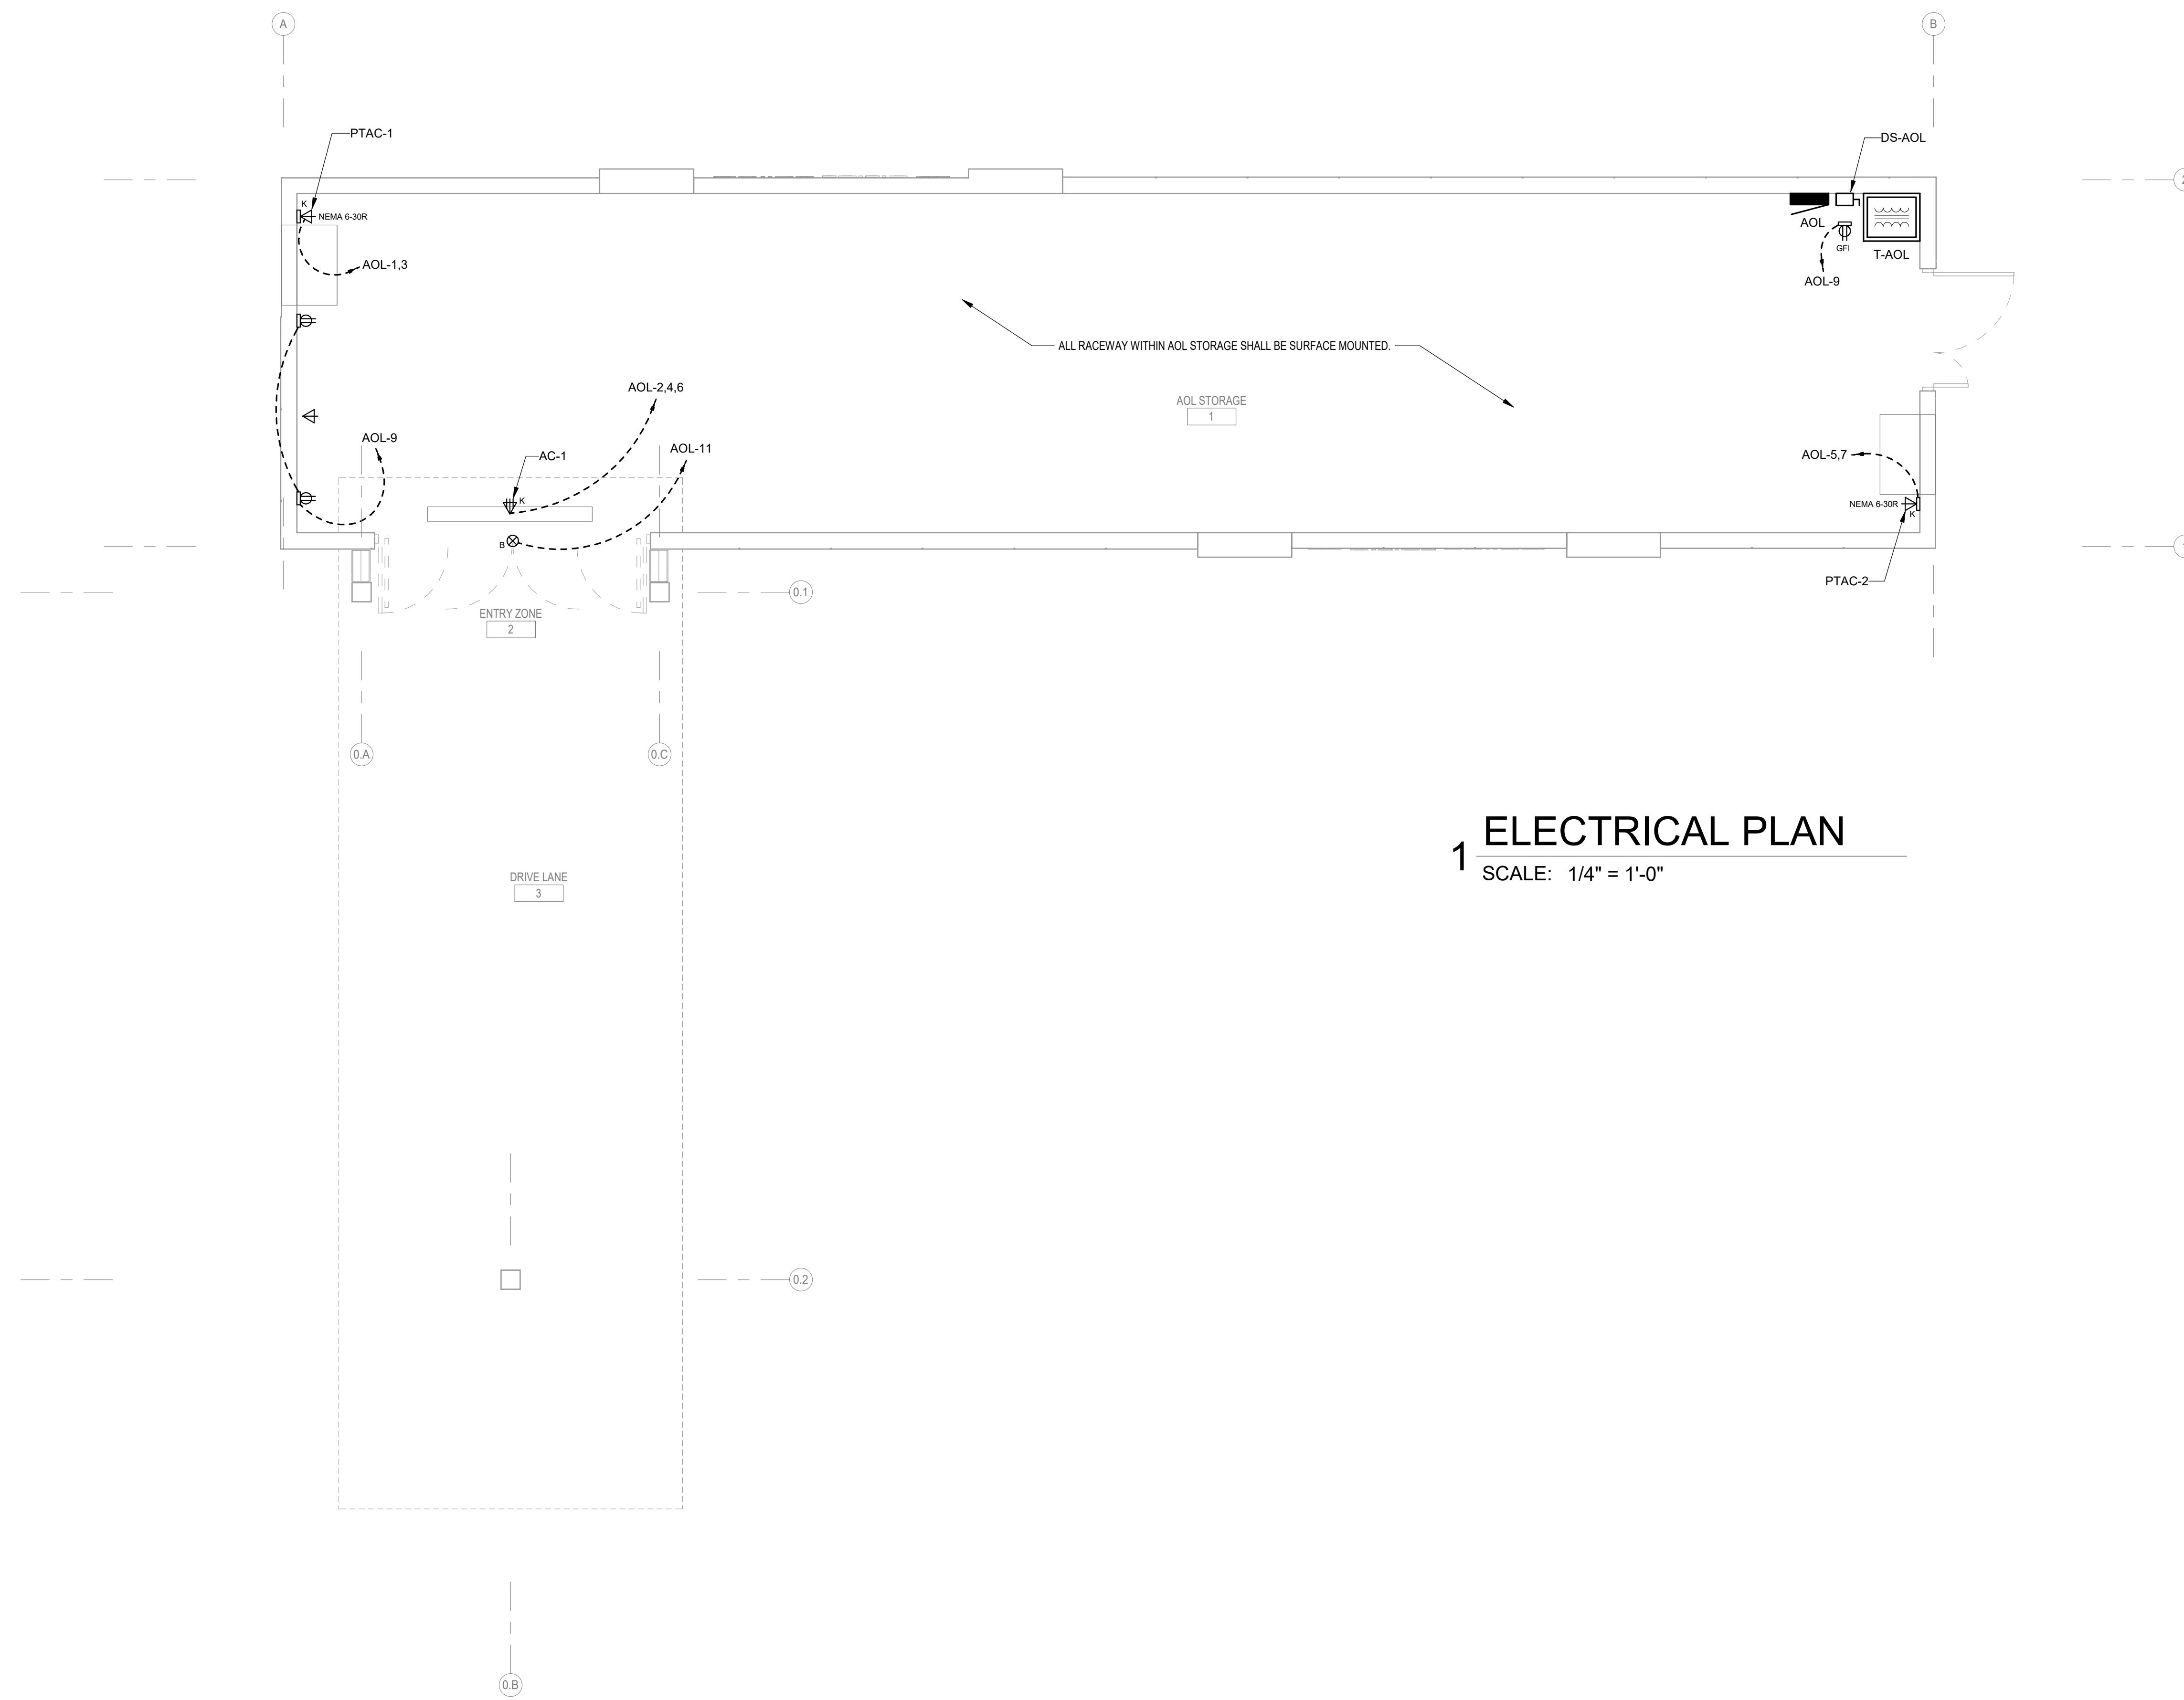 A
B
PTAC-1
DS-AOL
K
NEMA 6-30R
AOL
GFI
T-AOL
AOL-1,3
AOL-9
ALL RACEWAY WITHIN AOL STORAGE SHALL BE SURFACE MOUNTED.
AOL-2,4,6
AOL STORAGE
1
AOL-9
AC-1
AOL-11
AOL-5,7
K
NEMA 6-30R
K
B
PTAC-2
0.1
ENTRY ZONE
2
0.A
0.C
1 ELECTRICAL PLAN
SCALE: 1/4" = 1'-0"
DRIVE LANE
3
0.2
0.B